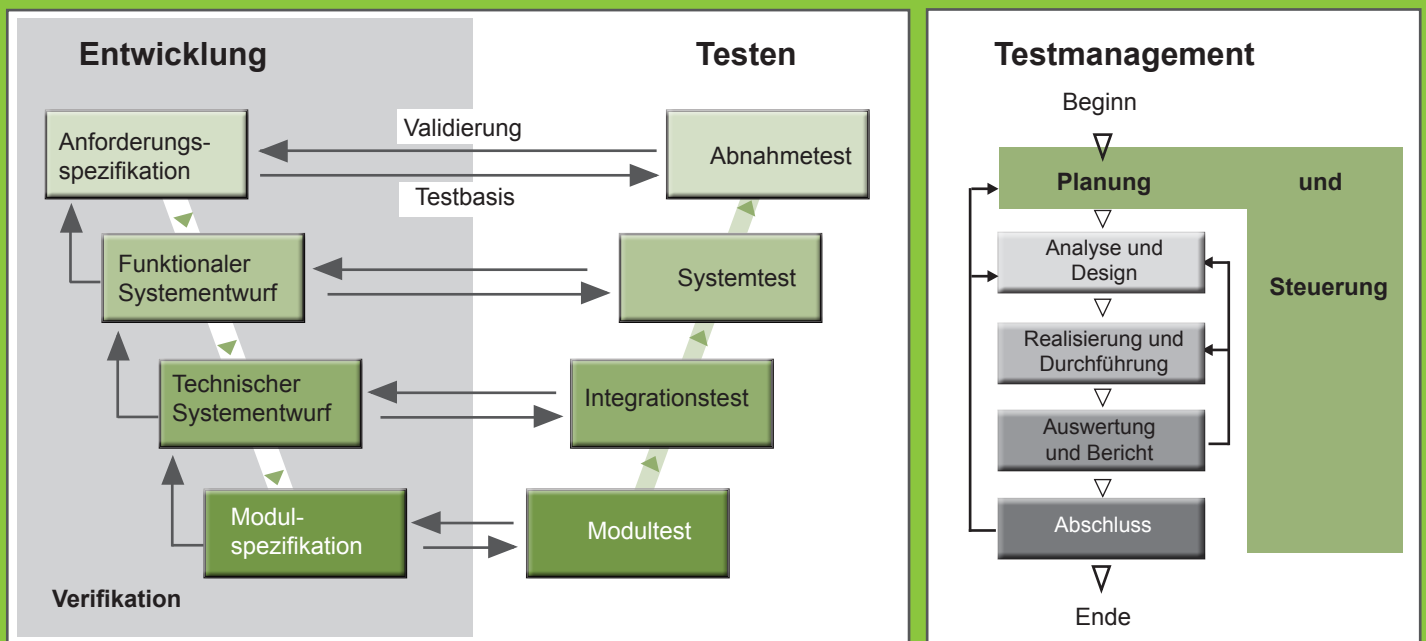 Entwicklung
Testen
Anforderungs-
spezifikation
Validierung
Testbasis
Abnahmetest
Funktionaler
Systementwurf
Systemtest
Technischer
Systementwurf
Integrationstest
Modul-
spezifikation
Modultest
Verifikation
Testmanagement
Beginn
Planung und
Steuerung
Analyse und
Design
Realisierung und
Durchführung
Auswertung
und Bericht
Abschluss
Ende